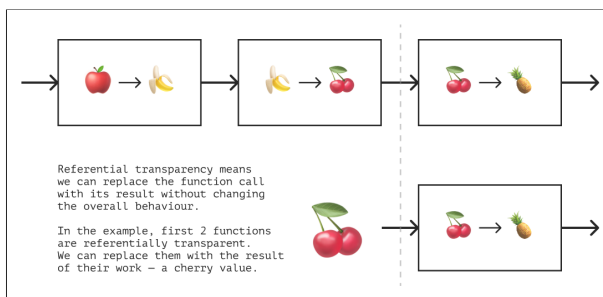 Referential transparency means
we can replace the function call
with its result without changing
the overall behaviour.
In the example, first 2 functions
are referentially transparent.
We can replace them with the result
of their work — a cherry value.